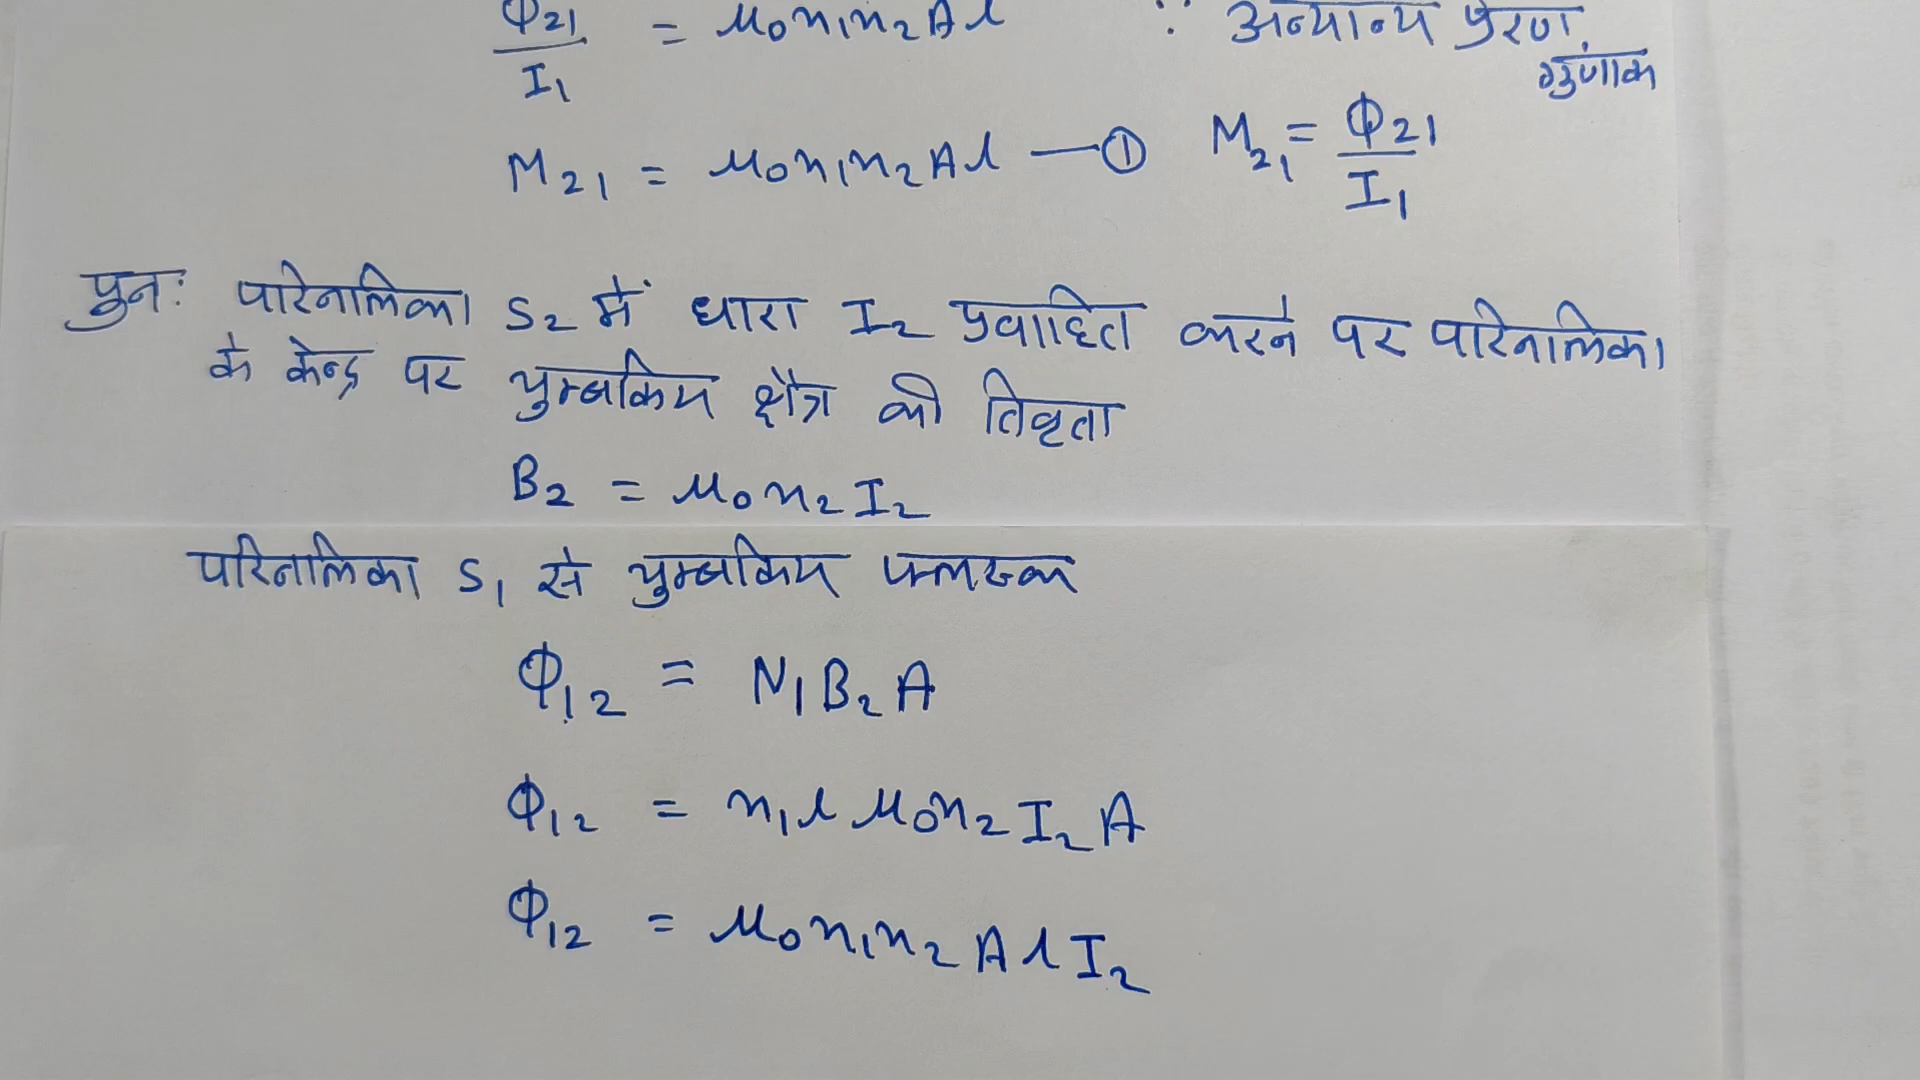 Φ21/I1 = μ0n1n2Al ∵ अन्योन्य प्रेरण गुणांक
M21 = μ0n1n2Al —① M21 = Φ21/I1
पुनः परिनालिका S2 में धारा I2 प्रवाहित करने पर परिनालिका
के केन्द्र पर चुम्बकिय क्षैत्र की तिव्रता
B2 = μ0n2I2
परिनालिका S1 से चुम्बकिय फ्लख्क
Φ12 = N1B2A
Φ12 = n1l μ0n2I2A
Φ12 = μ0n1n2AlI2